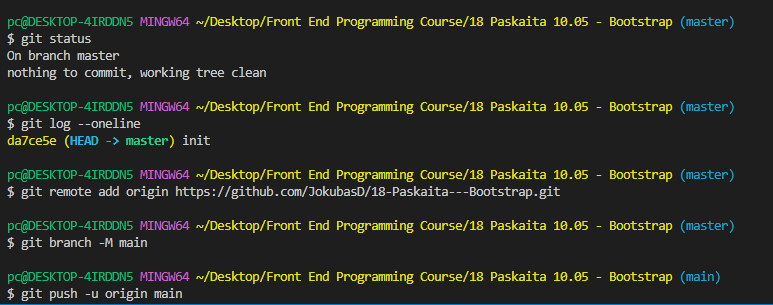 pc@DESKTOP-4IRDDN5 MINGW64 ~/Desktop/Front End Programming Course/18 Paskaita 10.05 - Bootstrap (master)
$ git status
On branch master
nothing to commit, working tree clean
pc@DESKTOP-4IRDDN5 MINGW64 ~/Desktop/Front End Programming Course/18 Paskaita 10.05 - Bootstrap (master)
$ git log --oneline
da7ce5e (HEAD -> master) init
pc@DESKTOP-4IRDDN5 MINGW64 ~/Desktop/Front End Programming Course/18 Paskaita 10.05 - Bootstrap (master)
$ git remote add origin https://github.com/JokubasD/18-Paskaita---Bootstrap.git
pc@DESKTOP-4IRDDN5 MINGW64 ~/Desktop/Front End Programming Course/18 Paskaita 10.05 - Bootstrap (master)
$ git branch -M main
pc@DESKTOP-4IRDDN5 MINGW64 ~/Desktop/Front End Programming Course/18 Paskaita 10.05 - Bootstrap (main)
$ git push -u origin main